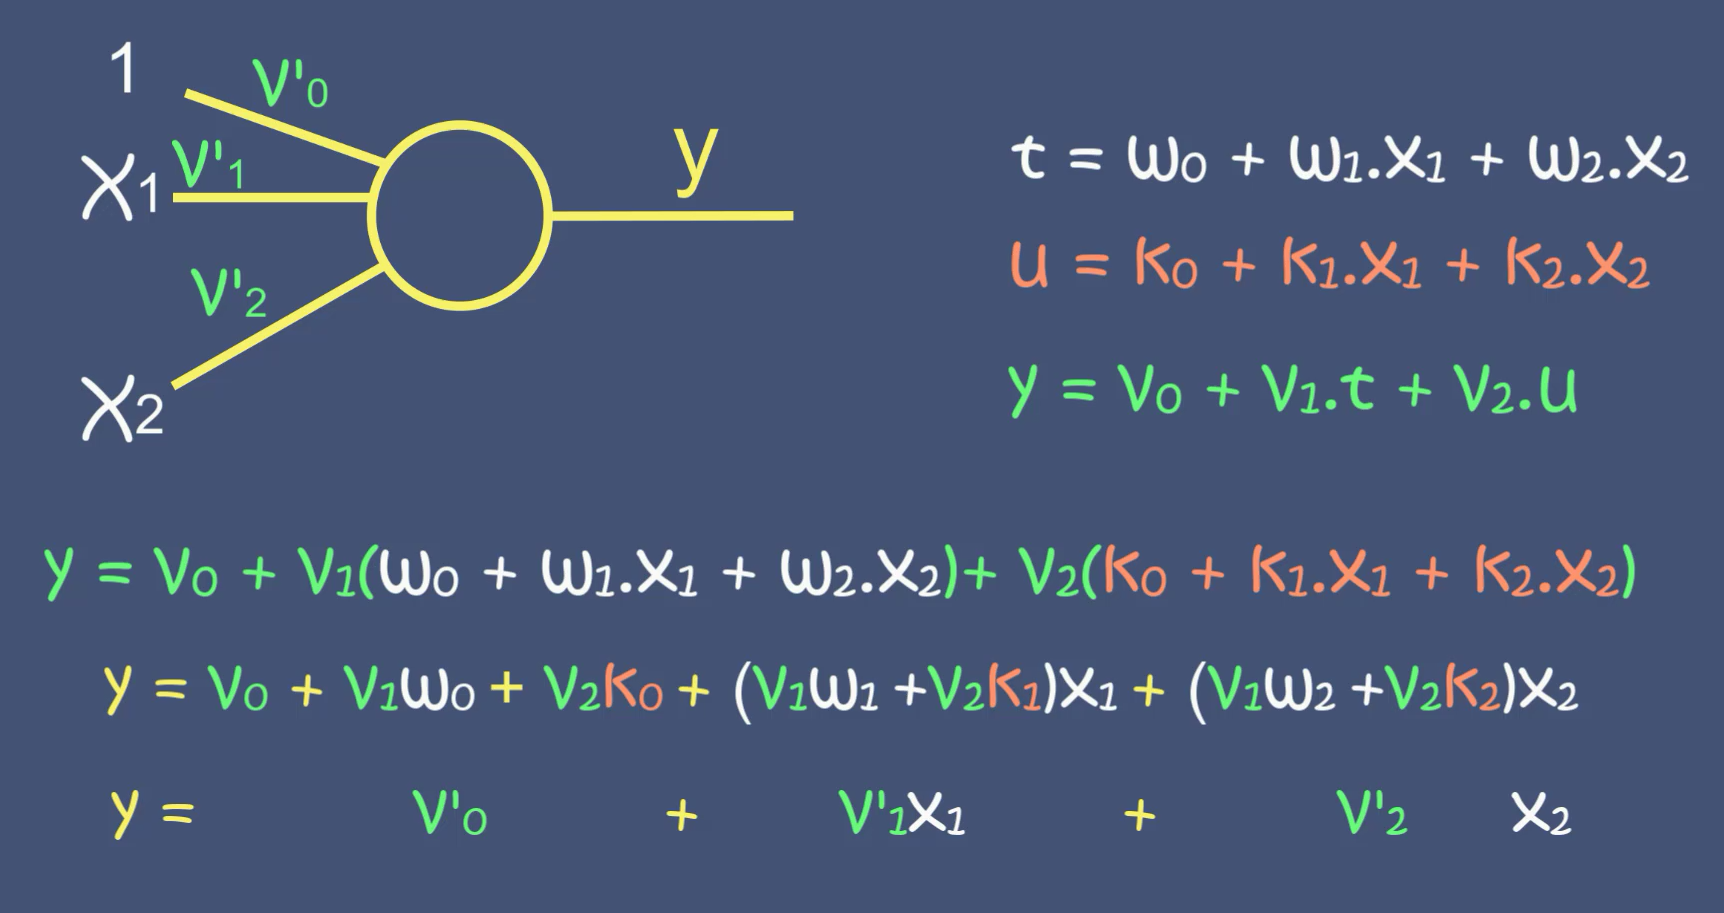 1
v'0
x1
v'1
y
v'2
x2
t = w0 + w1.x1 + w2.x2
u = k0 + k1.x1 + k2.x2
y = v0 + v1.t + v2.u
y = v0 + v1(w0 + w1.x1 + w2.x2)+ v2(k0 + k1.x1 + k2.x2)
y = v0 + v1w0 + v2k0 + (v1w1 +v2k1)x1 + (v1w2 +v2k2)x2
y = v'0 + v'1x1 + v'2 x2